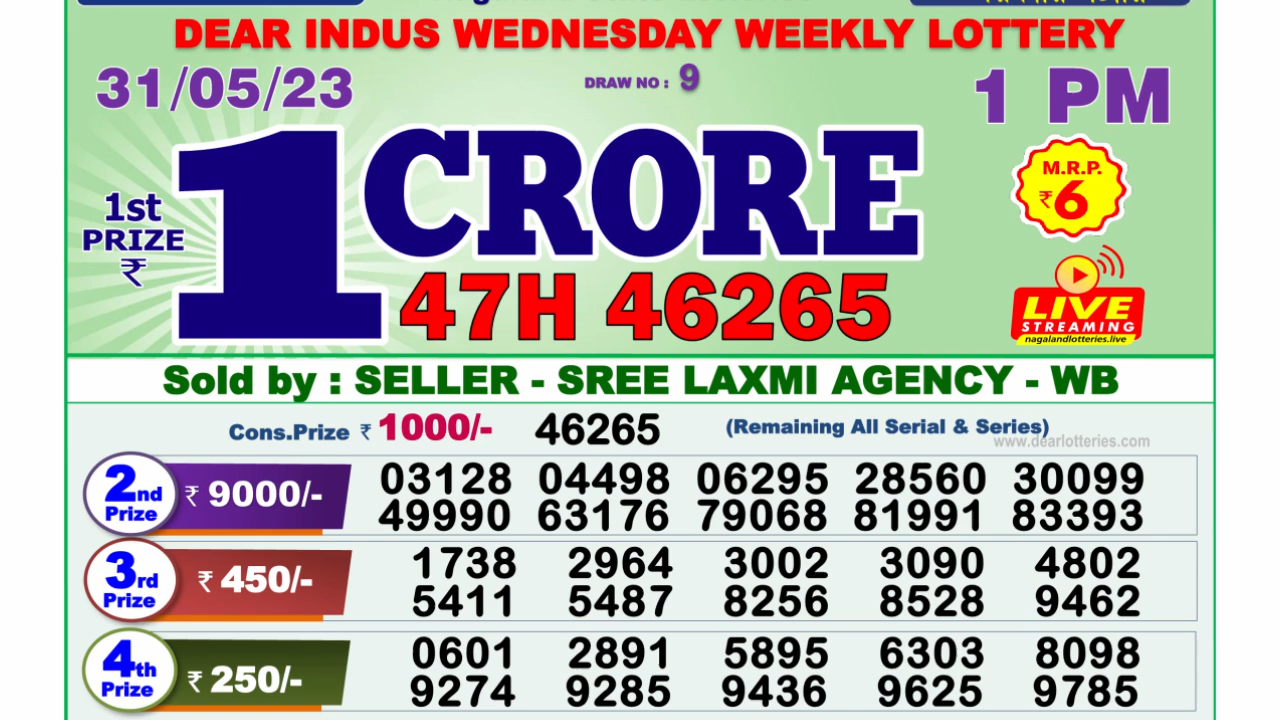 DEAR INDUS WEDNESDAY WEEKLY LOTTERY
31/05/23
DRAW NO : 9
1 PM
1st PRIZE ₹
1 CRORE
47H 46265
M.R.P.
₹6
LIVE
STREAMING
nagalandlotteries.live
Sold by : SELLER - SREE LAXMI AGENCY - WB
Cons.Prize ₹ 1000/- 46265 (Remaining All Serial & Series)
www.dearlotteries.com
2nd Prize ₹ 9000/-
03128 04498 06295 28560 30099
49990 63176 79068 81991 83393
3rd Prize ₹ 450/-
1738 2964 3002 3090 4802
5411 5487 8256 8528 9462
4th Prize ₹ 250/-
0601 2891 5895 6303 8098
9274 9285 9436 9625 9785